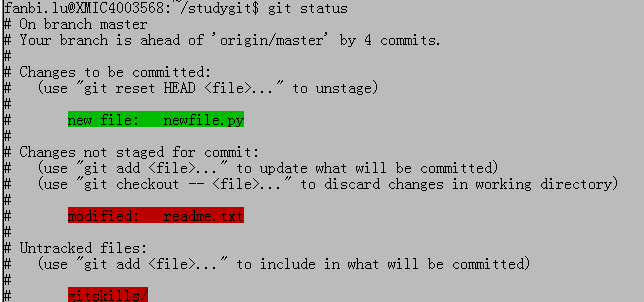 fanbi.lu@XMIC4003568:~/studygit$ git status
# On branch master
# Your branch is ahead of 'origin/master' by 4 commits.
#
# Changes to be committed:
#   (use "git reset HEAD <file>..." to unstage)
#
#       new file:   newfile.py
#
# Changes not staged for commit:
#   (use "git add <file>..." to update what will be committed)
#   (use "git checkout -- <file>..." to discard changes in working directory)
#
#       modified:   readme.txt
#
# Untracked files:
#   (use "git add <file>..." to include in what will be committed)
#
#       gitskills/